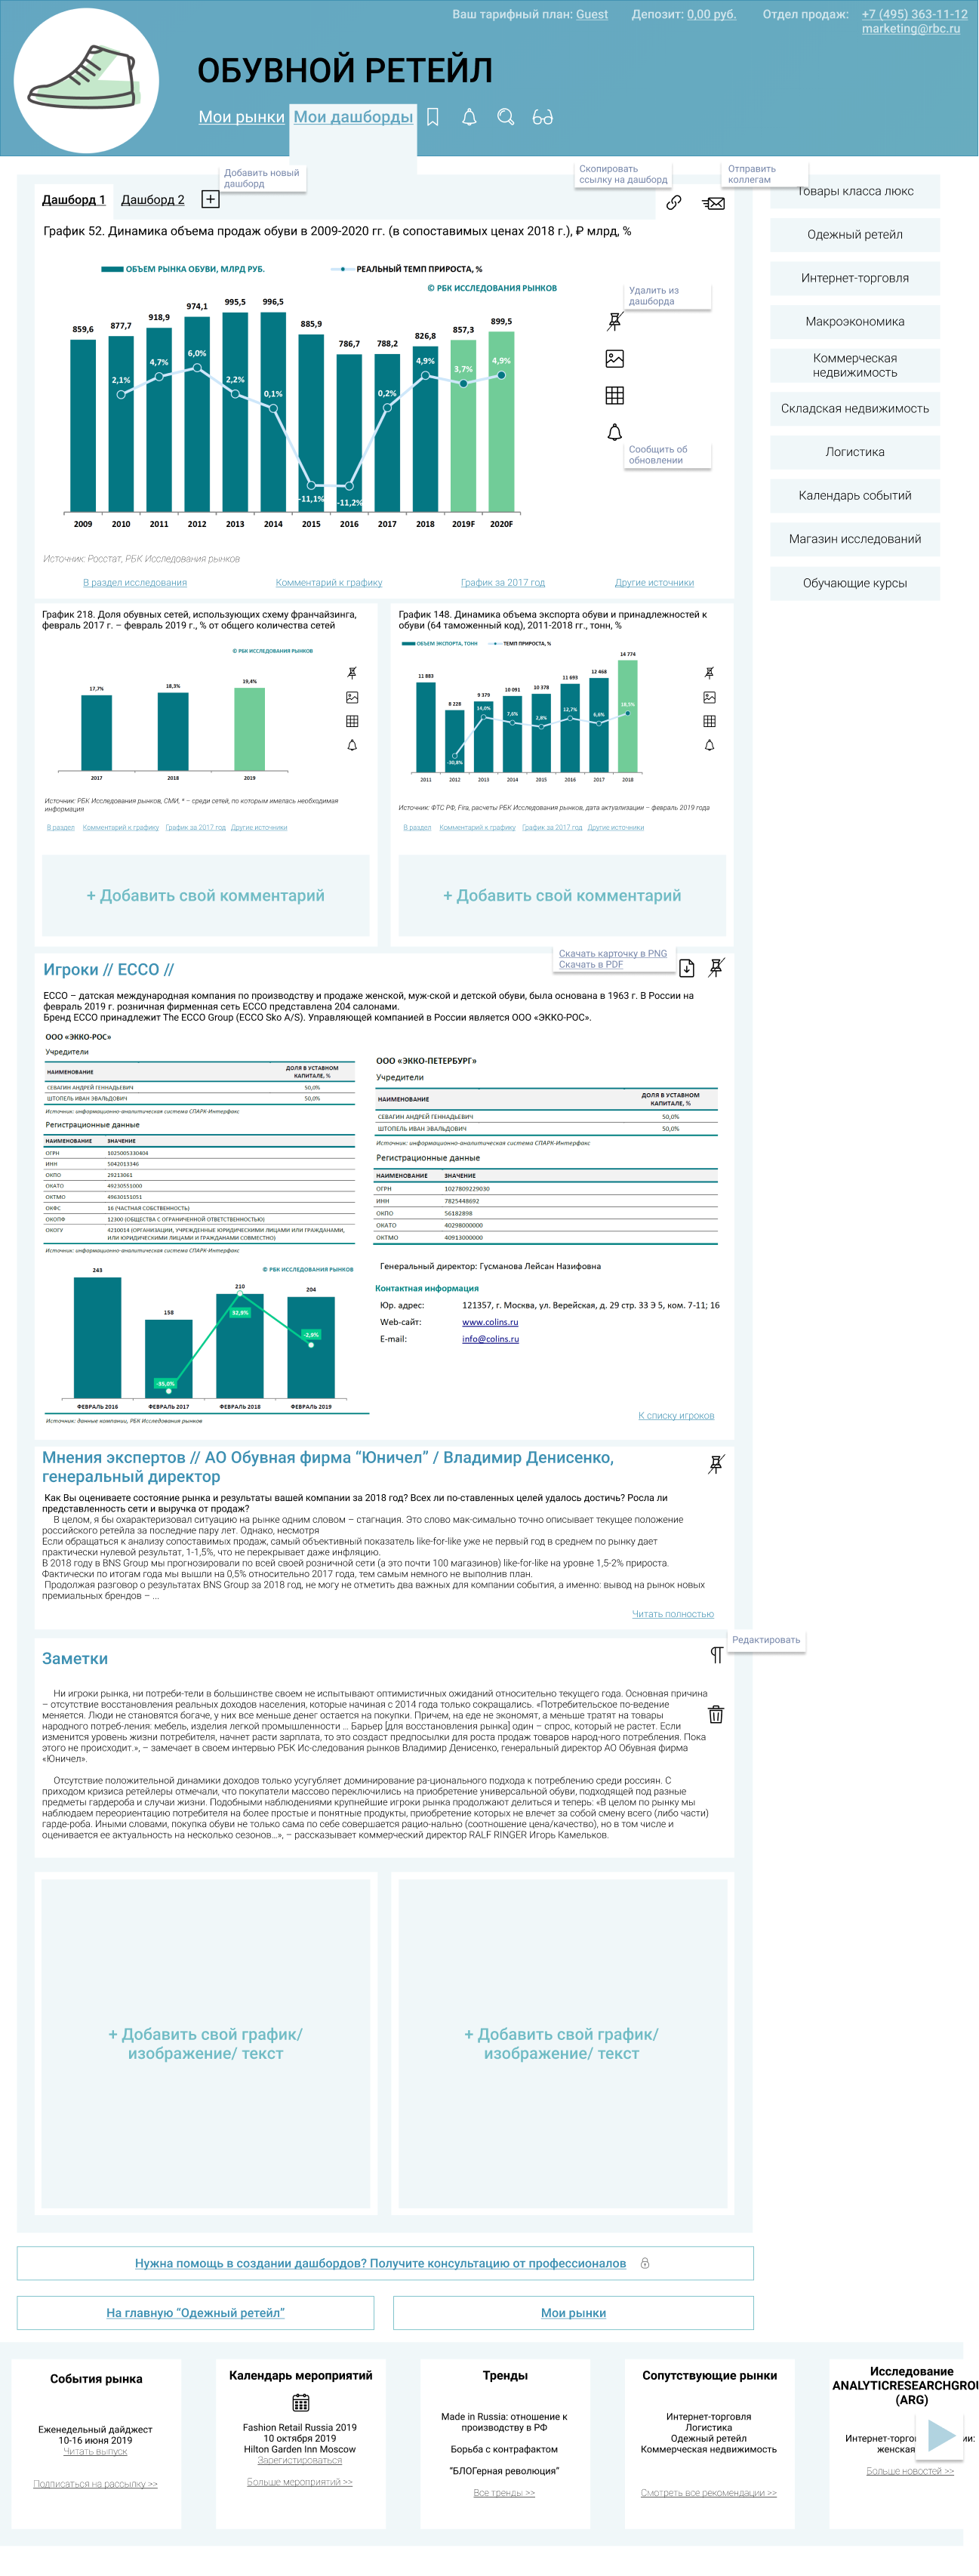 Ваш тарифный план: Guest
Депозит: 0,00 руб.
Отдел продаж:
+7 (495) 363-11-12
marketing@rbc.ru
ОБУВНОЙ РЕТЕЙЛ
Мои рынки
Мои дашборды
Добавить новый
дашборд
Скопировать
ссылку на дашборд
Отправить
коллегам
Дашборд 1
Дашборд 2
График 52. Динамика объема продаж обуви в 2009-2020 гг. (в сопоставимых ценах 2018 г.), ₽ млрд, %
ОБЪЕМ РЫНКА ОБУВИ, МЛРД РУБ.
РЕАЛЬНЫЙ ТЕМП ПРИРОСТА, %
© РБК ИССЛЕДОВАНИЯ РЫНКОВ
859,6 877,7 918,9 974,1 995,5 996,5 885,9 786,7 788,2 826,8 857,3 899,5
2,1% 4,7% 6,0% 2,2% 0,1% -11,1% -11,2% 0,2% 4,9% 3,7% 4,9%
2009 2010 2011 2012 2013 2014 2015 2016 2017 2018 2019F 2020F
Удалить из
дашборда
Сообщить об
обновлении
Источник: Росстат, РБК Исследования рынков
В раздел исследования
Комментарий к графику
График за 2017 год
Другие источники
График 218. Доля обувных сетей, использующих схему франчайзинга,
февраль 2017 г. – февраль 2019 г., % от общего количества сетей
© РБК ИССЛЕДОВАНИЯ РЫНКОВ
17,7% 18,3% 19,4%
2017 2018 2019
Источник: РБК Исследования рынков, СМИ, * – среди сетей, по которым имелась необходимая
информация
В раздел
Комментарий к графику
График за 2017 год
Другие источники
График 148. Динамика объема экспорта обуви и принадлежностей к
обуви (64 таможенный код), 2011-2018 гг., тонн, %
ОБЪЕМ ЭКСПОРТА, ТОНН
ТЕМП ПРИРОСТА, %
11 883 8 228 9 379 10 091 10 378 11 693 12 468 14 774
-30,8% 14,0% 7,6% 2,8% 12,7% 6,6% 18,5%
2011 2012 2013 2014 2015 2016 2017 2018
Источник: ФТС РФ, Fira, расчеты РБК Исследования рынков, дата актуализации – февраль 2019 года
В раздел
Комментарий к графику
График за 2017 год
Другие источники
+ Добавить свой комментарий
+ Добавить свой комментарий
Скачать карточку в PNG
Скачать в PDF
Игроки // ECCO //
ECCO – датская международная компания по производству и продаже женской, муж-ской и детской обуви, была основана в 1963 г. В России на
февраль 2019 г. розничная фирменная сеть ECCO представлена 204 салонами.
Бренд ECCO принадлежит The ECCO Group (ECCO Sko A/S). Управляющей компанией в России является ООО «ЭККО-РОС».
ООО «ЭККО-РОС»
Учредители
НАИМЕНОВАНИЕ
ДОЛЯ В УСТАВНОМ
КАПИТАЛЕ, %
СЕВАГИН АНДРЕЙ ГЕННАДЬЕВИЧ 50,0%
ШТОПЕЛЬ ИВАН ЭВАЛЬДОВИЧ 50,0%
Источник: информационно-аналитическая система СПАРК-Интерфакс
Регистрационные данные
НАИМЕНОВАНИЕ ЗНАЧЕНИЕ
ОГРН 1025005330404
ИНН 5042013346
ОКПО 29213061
ОКАТО 49230551000
ОКТМО 49630151051
ОКФС 16 (ЧАСТНАЯ СОБСТВЕННОСТЬ)
ОКОПФ 12300 (ОБЩЕСТВА С ОГРАНИЧЕННОЙ ОТВЕТСТВЕННОСТЬЮ)
ОКОГУ 4210014 (ОРГАНИЗАЦИИ, УЧРЕЖДЕННЫЕ ЮРИДИЧЕСКИМИ ЛИЦАМИ ИЛИ ГРАЖДАНАМИ,
ИЛИ ЮРИДИЧЕСКИМИ ЛИЦАМИ И ГРАЖДАНАМИ СОВМЕСТНО)
Источник: информационно-аналитическая система СПАРК-Интерфакс
© РБК ИССЛЕДОВАНИЯ РЫНКОВ
243 158 210 204
-35,0% 32,9% -2,9%
ФЕВРАЛЬ 2016 ФЕВРАЛЬ 2017 ФЕВРАЛЬ 2018 ФЕВРАЛЬ 2019
Источник: данные компании, РБК Исследования рынков
ООО «ЭККО-ПЕТЕРБУРГ»
Учредители
НАИМЕНОВАНИЕ
ДОЛЯ В УСТАВНОМ
КАПИТАЛЕ, %
СЕВАГИН АНДРЕЙ ГЕННАДЬЕВИЧ 50,0%
ШТОПЕЛЬ ИВАН ЭВАЛЬДОВИЧ 50,0%
Источник: информационно-аналитическая система СПАРК-Интерфакс
Регистрационные данные
НАИМЕНОВАНИЕ ЗНАЧЕНИЕ
ОГРН 1027809229030
ИНН 7825448692
ОКПО 56182898
ОКАТО 40298000000
ОКТМО 40913000000
Генеральный директор: Гусманова Лейсан Назифовна
Контактная информация
Юр. адрес: 121357, г. Москва, ул. Верейская, д. 29 стр. 33 Э 5, ком. 7-11; 16
Web-сайт: www.colins.ru
E-mail: info@colins.ru
К списку игроков
Мнения экспертов // АО Обувная фирма “Юничел” / Владимир Денисенко,
генеральный директор
Как Вы оцениваете состояние рынка и результаты вашей компании за 2018 год? Всех ли по-ставленных целей удалось достичь? Росла ли
представленность сети и выручка от продаж?
В целом, я бы охарактеризовал ситуацию на рынке одним словом – стагнация. Это слово мак-симально точно описывает текущее положение
российского ретейла за последние пару лет. Однако, несмотря
Если обращаться к анализу сопоставимых продаж, самый объективный показатель like-for-like уже не первый год в среднем по рынку дает
практически нулевой результат, 1-1,5%, что не перекрывает даже инфляцию.
В 2018 году в BNS Group мы прогнозировали по всей своей розничной сети (а это почти 100 магазинов) like-for-like на уровне 1,5-2% прироста.
Фактически по итогам года мы вышли на 0,5% относительно 2017 года, тем самым немного не выполнив план.
Продолжая разговор о результатах BNS Group за 2018 год, не могу не отметить два важных для компании события, а именно: вывод на рынок новых
премиальных брендов – ...
Читать полностью
Редактировать
Заметки
Ни игроки рынка, ни потреби-тели в большинстве своем не испытывают оптимистичных ожиданий относительно текущего года. Основная причина
– отсутствие восстановления реальных доходов населения, которые начиная с 2014 года только сокращались. «Потребительское по-ведение
меняется. Люди не становятся богаче, у них все меньше денег остается на покупки. Причем, на еде не экономят, а меньше тратят на товары
народного потреб-ления: мебель, изделия легкой промышленности … Барьер [для восстановления рынка] один – спрос, который не растет. Если
изменится уровень жизни потребителя, начнет расти зарплата, то это создаст предпосылки для роста продаж товаров народ-ного потребления. Пока
этого не происходит.», – замечает в своем интервью РБК Ис-следования рынков Владимир Денисенко, генеральный директор АО Обувная фирма
«Юничел».
Отсутствие положительной динамики доходов только усугубляет доминирование ра-ционального подхода к потреблению среди россиян. С
приходом кризиса ретейлеры отмечали, что покупатели массово переключились на приобретение универсальной обуви, подходящей под разные
предметы гардероба и случаи жизни. Подобными наблюдениями крупнейшие игроки рынка продолжают делиться и теперь: «В целом по рынку мы
наблюдаем переориентацию потребителя на более простые и понятные продукты, приобретение которых не влечет за собой смену всего (либо части)
гарде-роба. Иными словами, покупка обуви не только сама по себе совершается рацио-нально (соотношение цена/качество), но в том числе и
оценивается ее актуальность на несколько сезонов…», – рассказывает коммерческий директор RALF RINGER Игорь Камельков.
+ Добавить свой график/
изображение/ текст
+ Добавить свой график/
изображение/ текст
Товары класса люкс
Одежный ретейл
Интернет-торговля
Макроэкономика
Коммерческая
недвижимость
Складская недвижимость
Логистика
Календарь событий
Магазин исследований
Обучающие курсы
Нужна помощь в создании дашбордов? Получите консультацию от профессионалов
На главную “Одежный ретейл”
Мои рынки
События рынка
Еженедельный дайджест
10-16 июня 2019
Читать выпуск
Подписаться на рассылку >>
Календарь мероприятий
Fashion Retail Russia 2019
10 октября 2019
Hilton Garden Inn Moscow
Зарегистироваться
Больше мероприятий >>
Тренды
Made in Russia: отношение к
производству в РФ
Борьба с контрафактом
“БЛОГерная революция”
Все тренды >>
Сопутствующие рынки
Интернет-торговля
Логистика
Одежный ретейл
Коммерческая недвижимость
Смотреть все рекомендации >>
Исследование
ANALYTICRESEARCHGROU
(ARG)
Интернет-торго ии:
женская
Больше новостей >>